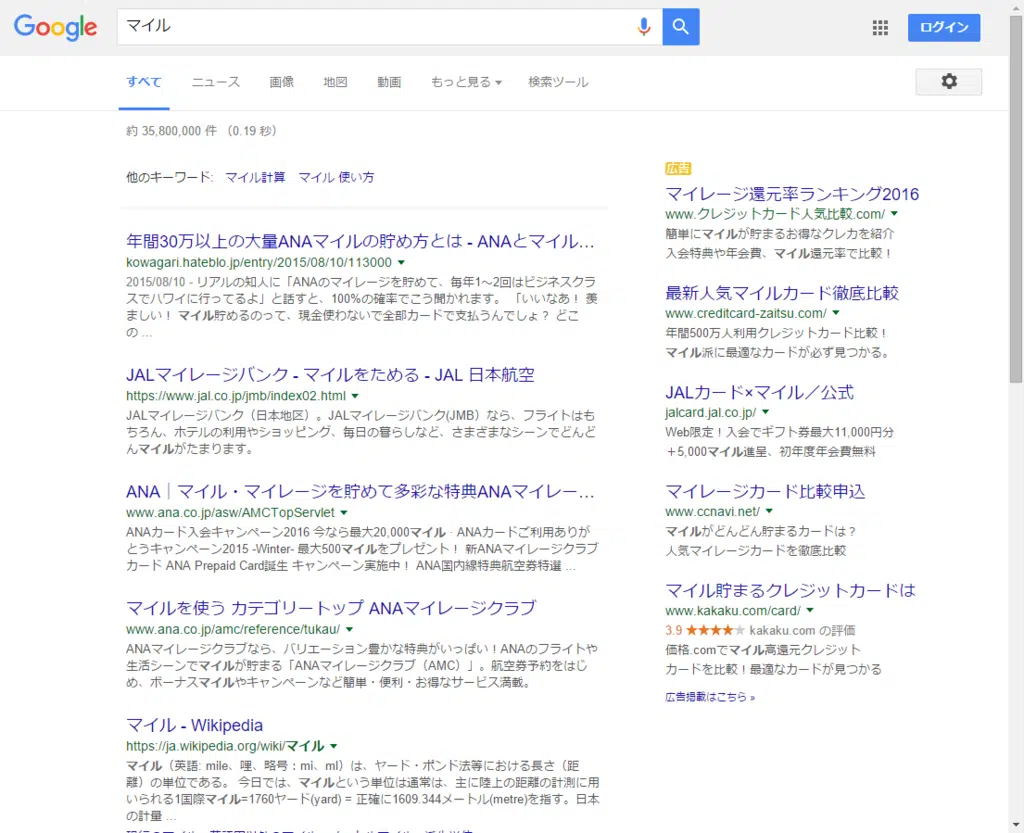 Google
マイル
ログイン
すべて ニュース 画像 地図 動画 もっと見る 検索ツール
約 35,800,000 件 （0.19 秒）
他のキーワード: マイル計算 マイル 使い方
年間30万以上の大量ANAマイルの貯め方とは - ANAとマイル...
kowagari.hateblo.jp/entry/2015/08/10/113000
2015/08/10 - リアルの知人に「ANAのマイレージを貯めて、毎年1～2回はビジネスクラ
スでハワイに行ってるよ」と話すと、100%の確率でこう聞かれます。 「いいなあ！ 羨
ましい！ マイル貯めるのって、現金使わないで全部カードで支払うんでしょ？ どこ
の ...
JALマイレージバンク - マイルをためる - JAL 日本航空
https://www.jal.co.jp/jmb/index02.html
JALマイレージバンク（日本地区）。JALマイレージバンク(JMB）なら、フライトはも
ちろん、ホテルの利用やショッピング、毎日の暮らしなど、さまざまなシーンでどんど
んマイルがたまります。
ANA｜マイル・マイレージを貯めて多彩な特典ANAマイレー...
www.ana.co.jp/asw/AMCTopServlet
ANAカード入会キャンペーン2016 今なら最大20,000マイル · ANAカードご利用ありが
とうキャンペーン2015 -Winter- 最大500マイルをプレゼント！ 新ANAマイレージクラブ
カード ANA Prepaid Card誕生 キャンペーン実施中！ ANA国内線特典航空券特選 ...
マイルを使う カテゴリートップ ANAマイレージクラブ
www.ana.co.jp/amc/reference/tukau/
ANAマイレージクラブなら、バリエーション豊かな特典がいっぱい！ANAのフライトや
生活シーンでマイルが貯まる「ANAマイレージクラブ（AMC）」。航空券予約をはじ
め、ボーナスマイルやキャンペーンなど簡単・便利・お得なサービス満載。
マイル - Wikipedia
https://ja.wikipedia.org/wiki/マイル
マイル（英語: mile、哩、略号：mi、ml）は、ヤード・ポンド法等における長さ（距
離）の単位である。 今日では、マイルという単位は通常は、主に陸上の距離の計測に用
いられる1国際マイル=1760ヤード(yard) = 正確に1609.344メートル(metre)を指す。日本
の計量 ...
広告
マイレージ還元率ランキング2016
www.クレジットカード人気比較.com/
簡単にマイルが貯まるお得なクレカを紹介
入会特典や年会費、マイル還元率で比較！
最新人気マイルカード徹底比較
www.creditcard-zaitsu.com/
年間500万人利用クレジットカード比較！
マイル派に最適なカードが必ず見つかる。
JALカード×マイル／公式
jalcard.jal.co.jp/
Web限定！入会でギフト券最大11,000円分
＋5,000マイル進呈、初年度年会費無料
マイレージカード比較申込
www.ccnavi.net/
マイルがどんどん貯まるカードは？
人気マイレージカードを徹底比較
マイル貯まるクレジットカードは
www.kakaku.com/card/
3.9 ★★★★★ kakaku.com の評価
価格.comでマイル高還元クレジット
カードを比較！最適なカードが見つかる
広告掲載はこちら »